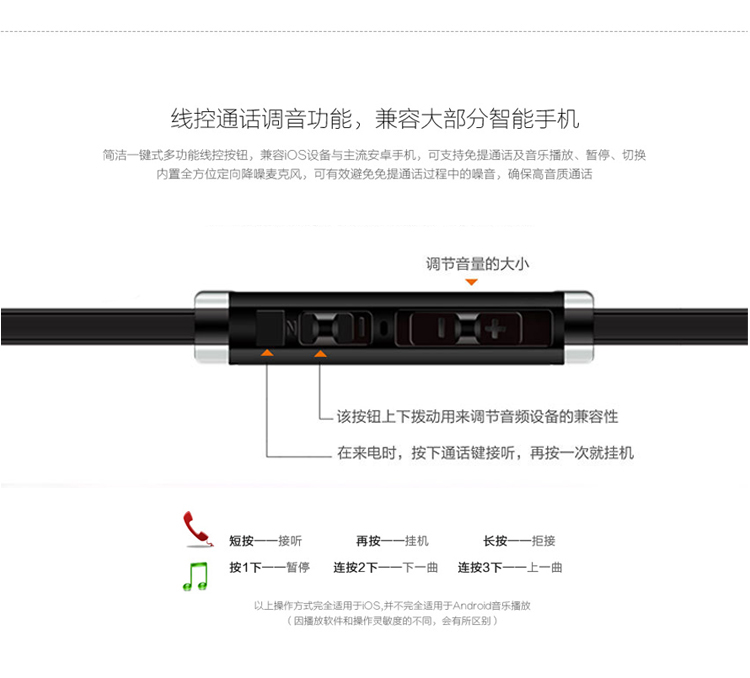 线控通话调音功能，兼容大部分智能手机
简洁一键式多功能线控按钮，兼容iOS设备与主流安卓手机，可支持免提通话及音乐播放、暂停、切换
内置全方位定向降噪麦克风，可有效避免免提通话过程中的噪音，确保高音质通话
调节音量的大小
N I − +
该按钮上下拨动用来调节音频设备的兼容性
在来电时，按下通话键接听，再按一次就挂机
短按——接听 再按——挂机 长按——拒接
按1下——暂停 连按2下——下一曲 连按3下——上一曲
以上操作方式完全适用于iOS,并不完全适用于Android音乐播放
（因播放软件和操作灵敏度的不同，会有所区别）